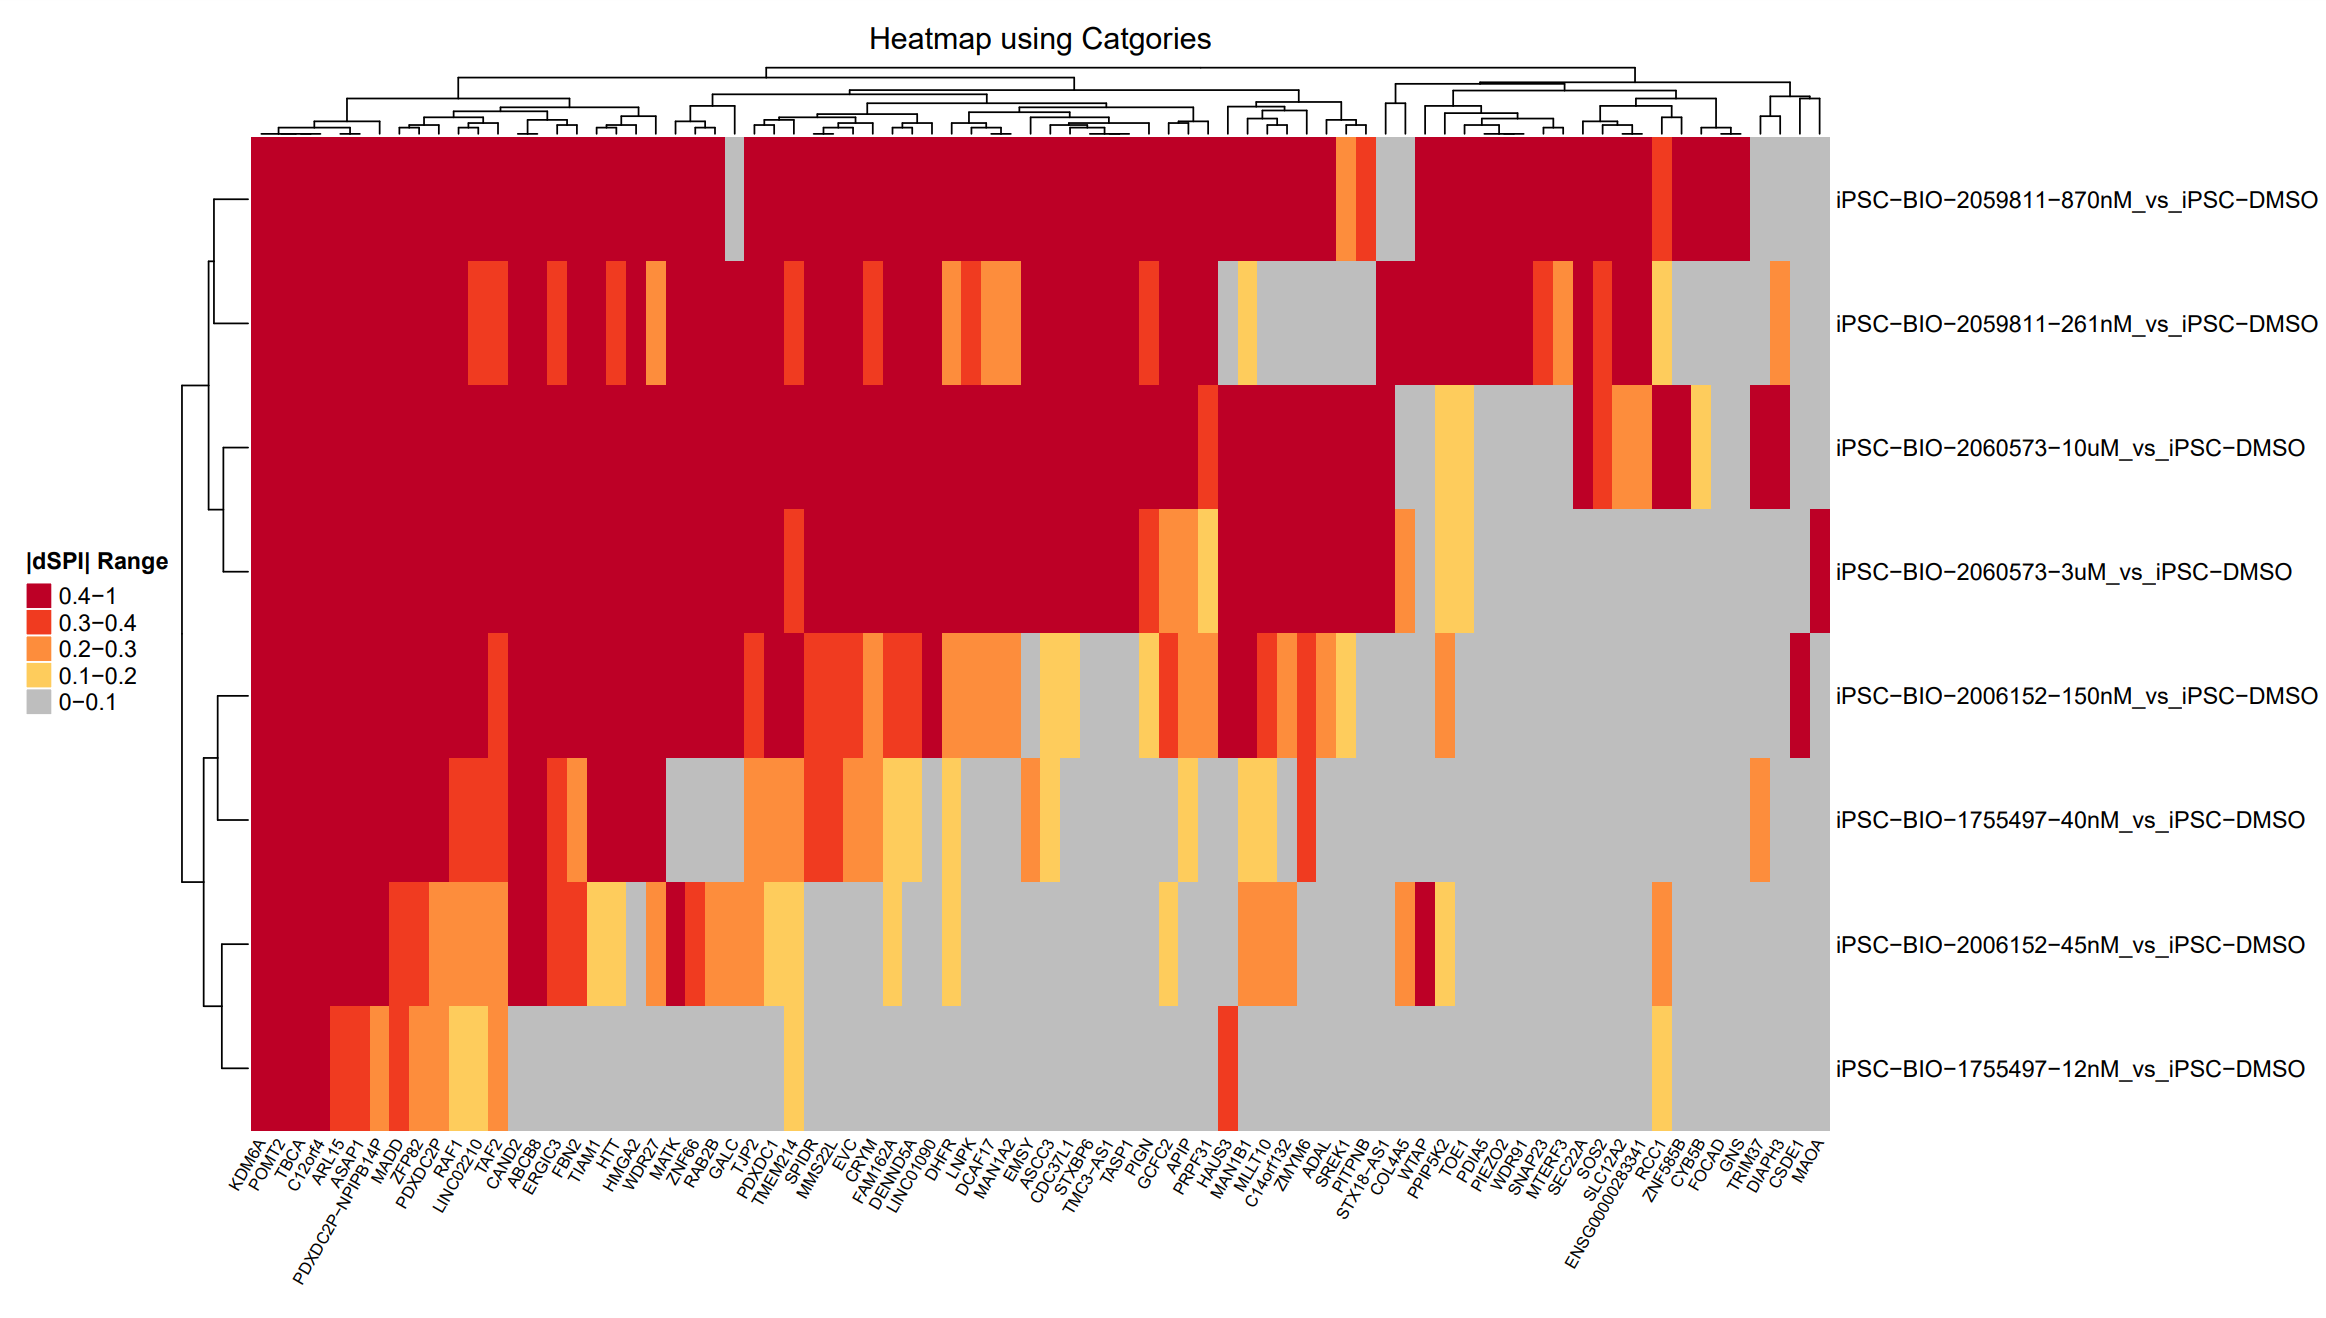 Heatmap using Catgories
iPSC−BIO−2059811−870nM_vs_iPSC−DMSO
iPSC−BIO−2059811−261nM_vs_iPSC−DMSO
iPSC−BIO−2060573−10uM_vs_iPSC−DMSO
iPSC−BIO−2060573−3uM_vs_iPSC−DMSO
iPSC−BIO−2006152−150nM_vs_iPSC−DMSO
iPSC−BIO−1755497−40nM_vs_iPSC−DMSO
iPSC−BIO−2006152−45nM_vs_iPSC−DMSO
iPSC−BIO−1755497−12nM_vs_iPSC−DMSO
|dSPI| Range
0.4−1
0.3−0.4
0.2−0.3
0.1−0.2
0−0.1
KDM6A
POMT2
TBCA
C12orf4
ARL15
ASAP1
PDXDC2P−NPIPB14P
MADD
ZFP82
PDXDC2P
RAF1
LINC02210
TAF2
CAND2
ABCB8
ERGIC3
FBN2
TIAM1
HTT
HMGA2
WDR27
MATK
ZNF66
RAB2B
GALC
TJP2
PDXDC1
TMEM214
SPIDR
MMS22L
EVC
CRYM
FAM162A
DENND5A
LINC01090
DHFR
LNPK
DCAF17
MAN1A2
EMSY
ASCC3
CDC37L1
STXBP6
TMC3−AS1
TASP1
PIGN
GCFC2
APIP
PRPF31
HAUS3
MAN1B1
MLLT10
C14orf132
ZMYM6
ADAL
SREK1
PITPNB
STX18−AS1
COL4A5
WTAP
PPIP5K2
TOE1
PDIA5
PIEZO2
WDR91
SNAP23
MTERF3
SEC22A
SOS2
SLC12A2
ENSG00000283341
RCC1
ZNF585B
CYB5B
FOCAD
GNS
TRIM37
DIAPH3
CSDE1
MAOA